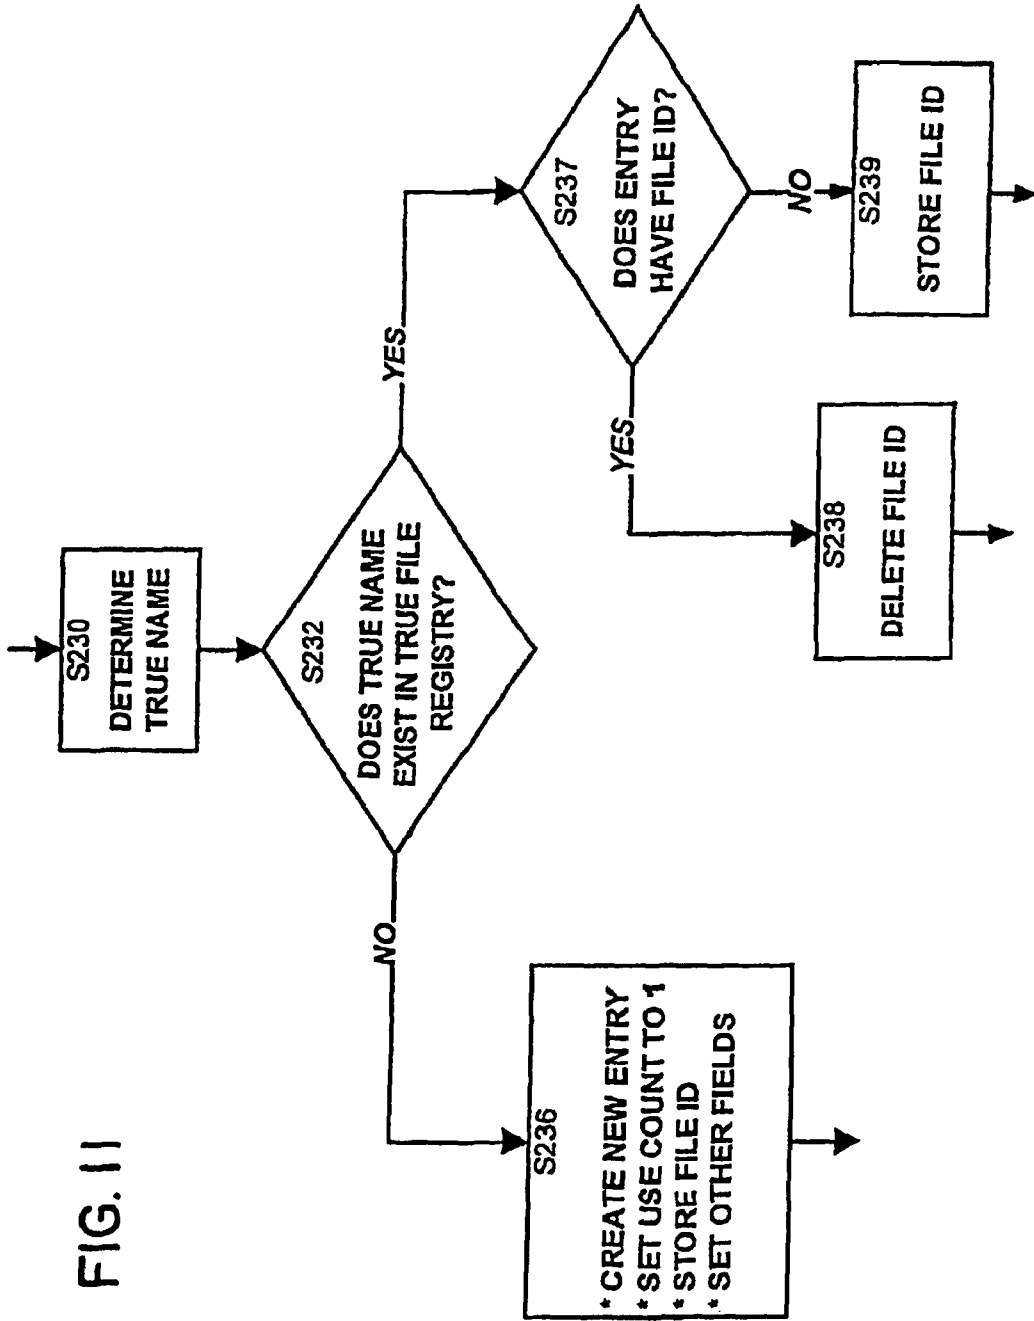 FIG. 11
S230
DETERMINE
TRUE NAME
S232
DOES TRUE NAME
EXIST IN TRUE FILE
REGISTRY?
NO
YES
S236
* CREATE NEW ENTRY
* SET USE COUNT TO 1
* STORE FILE ID
* SET OTHER FIELDS
S237
DOES ENTRY
HAVE FILE ID?
YES
NO
S238
DELETE FILE ID
S239
STORE FILE ID